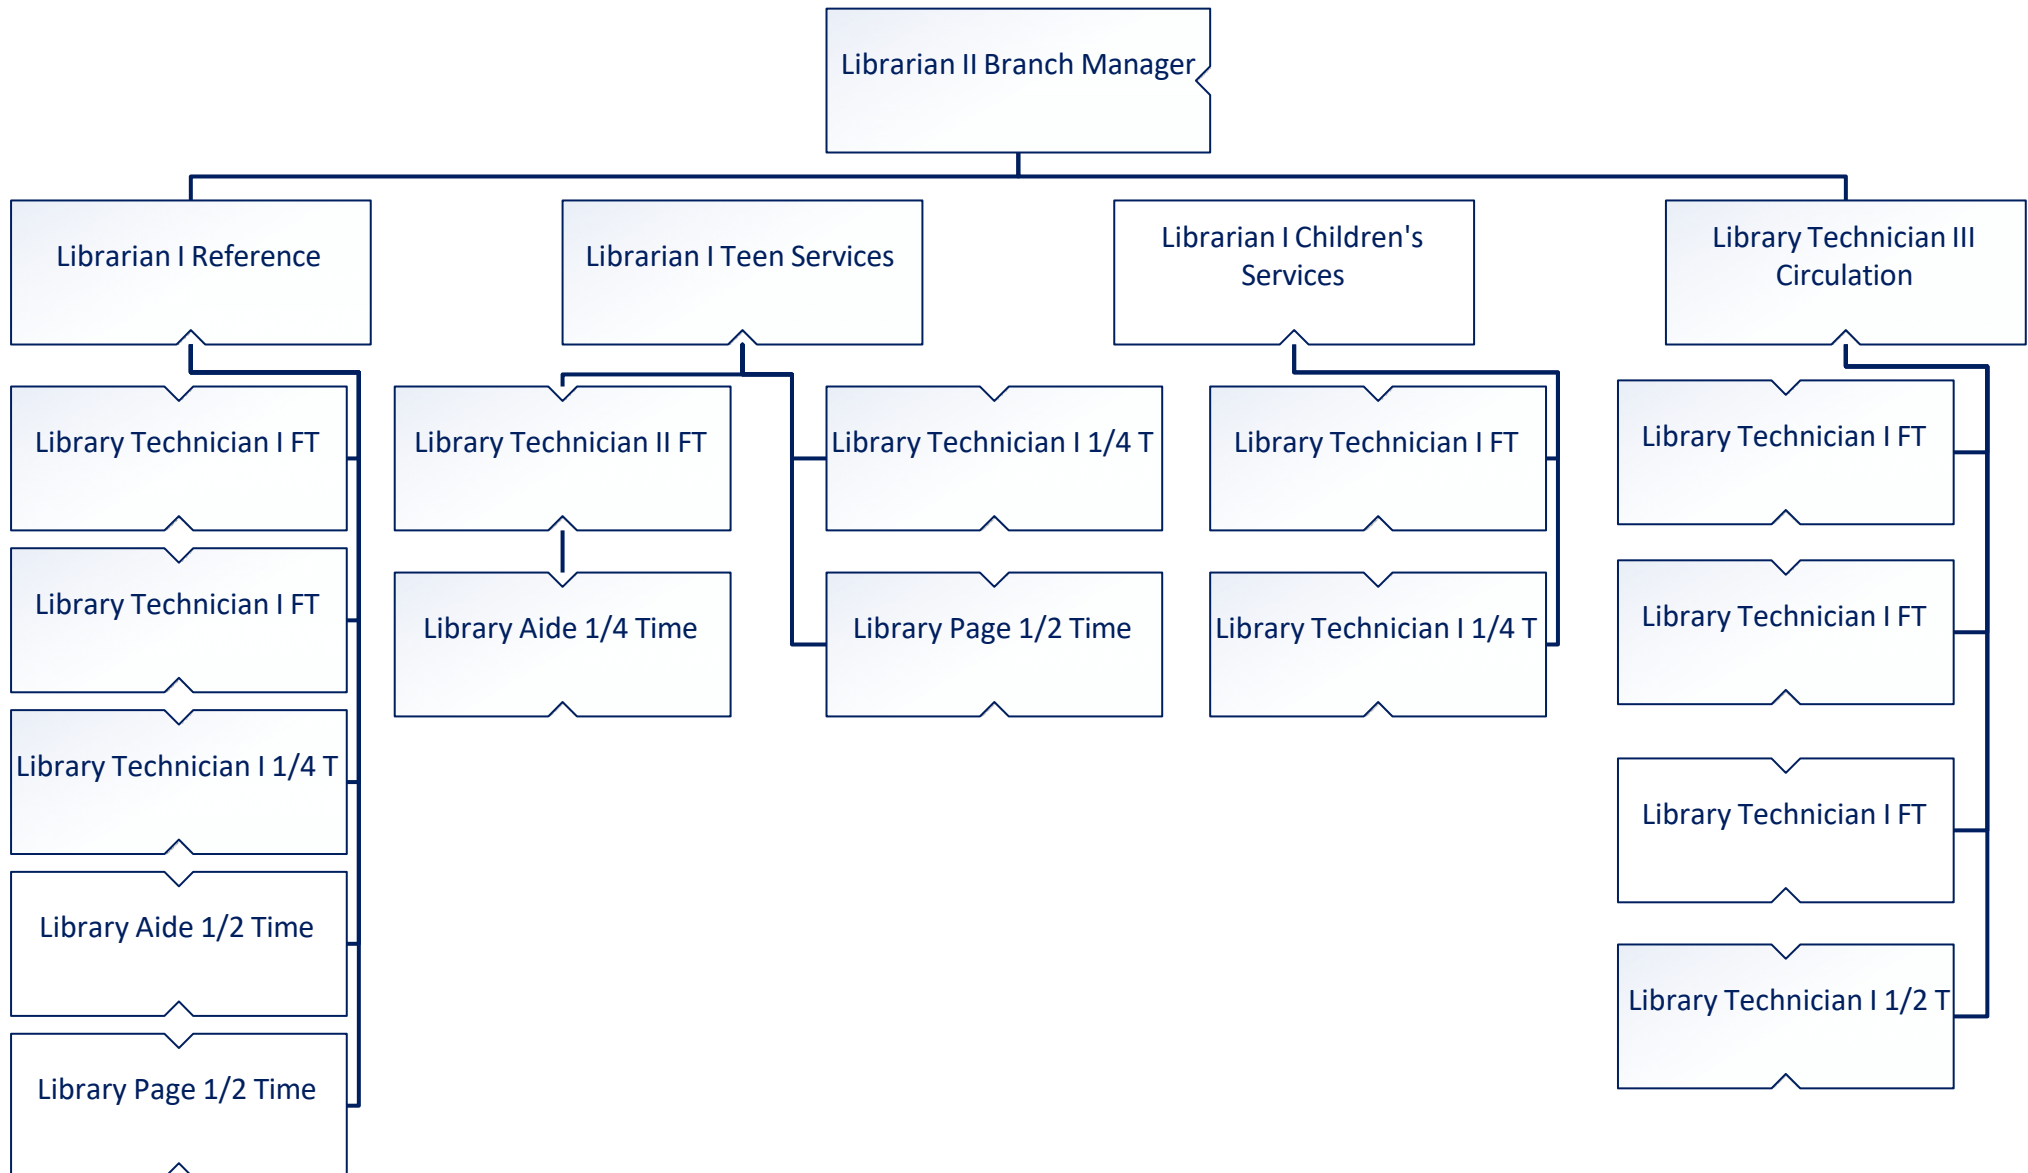 Librarian II Branch Manager
Librarian I Reference
Librarian I Teen Services
Librarian I Children's
Services
Library Technician III
Circulation
Library Technician I FT
Library Technician I FT
Library Technician I 1/4 T
Library Aide 1/2 Time
Library Page 1/2 Time
Library Technician II FT
Library Aide 1/4 Time
Library Technician I 1/4 T
Library Page 1/2 Time
Library Technician I FT
Library Technician I 1/4 T
Library Technician I FT
Library Technician I FT
Library Technician I FT
Library Technician I 1/2 T